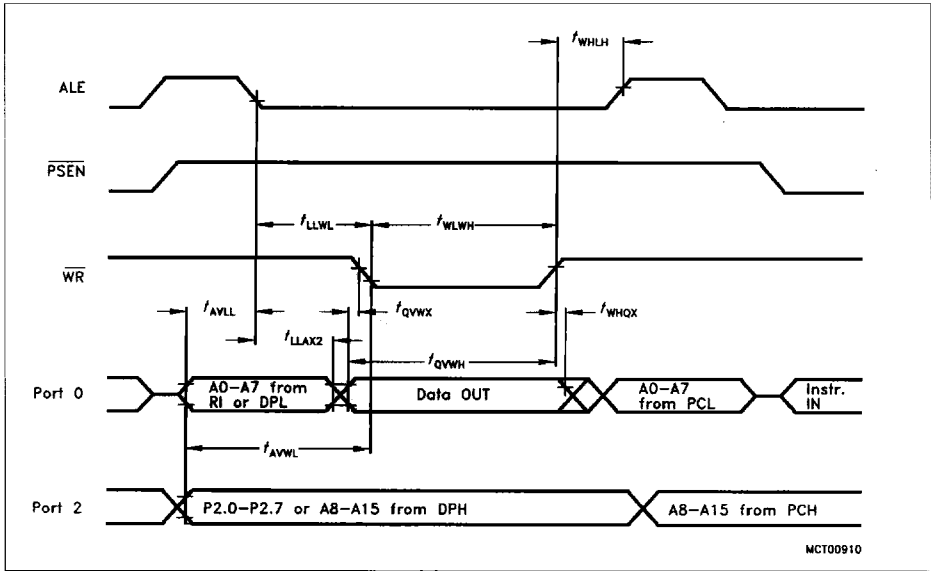 tWHLH
ALE
PSEN
tLLWL
tWLWH
WR
tAVLL
tQVWX
tWHQX
tLLAX2
tQVWH
Port 0
A0-A7 from
RI or DPL
Data OUT
A0-A7
from PCL
Instr.
IN
tAVWL
Port 2
P2.0-P2.7 or A8-A15 from DPH
A8-A15 from PCH
MCT00910